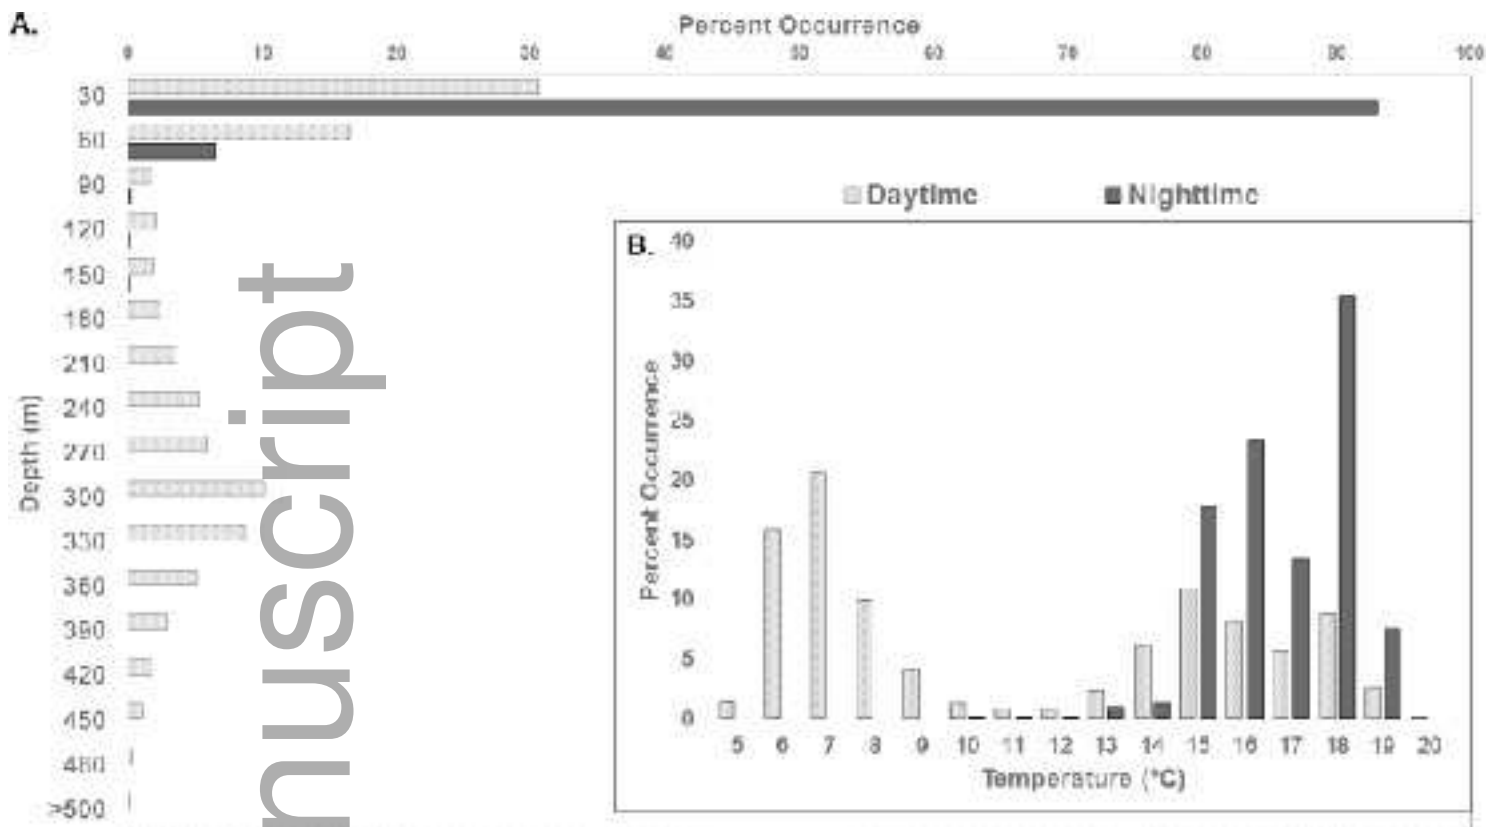 A.
Percent Occurrence
0 10 20 30 40 50 60 70 80 90 100
30
60
90
120
150
180
210
240
270
300
330
360
390
420
450
480
>500
Depth (m)
Daytime Nighttime
B.
40
35
30
25
20
15
10
5
0
Percent Occurrence
5 6 7 8 9 10 11 12 13 14 15 16 17 18 19 20
Temperature (°C)
nuscript